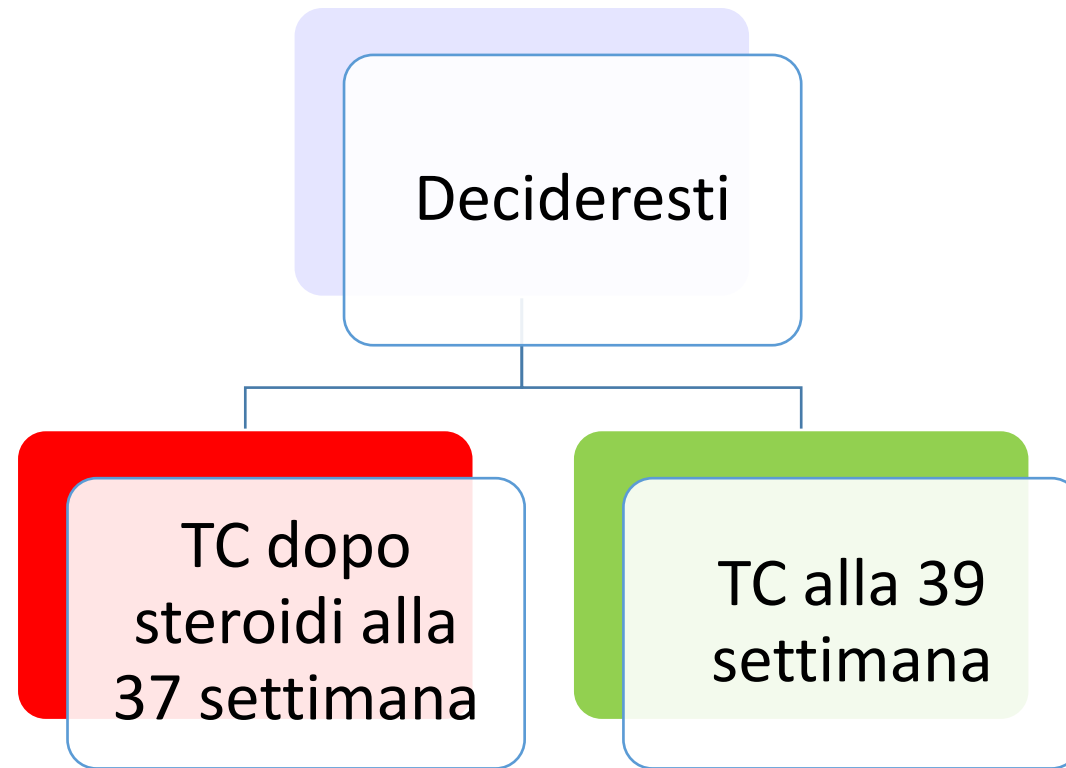 Decideresti
TC dopo
steroidi alla
37 settimana
TC alla 39
settimana